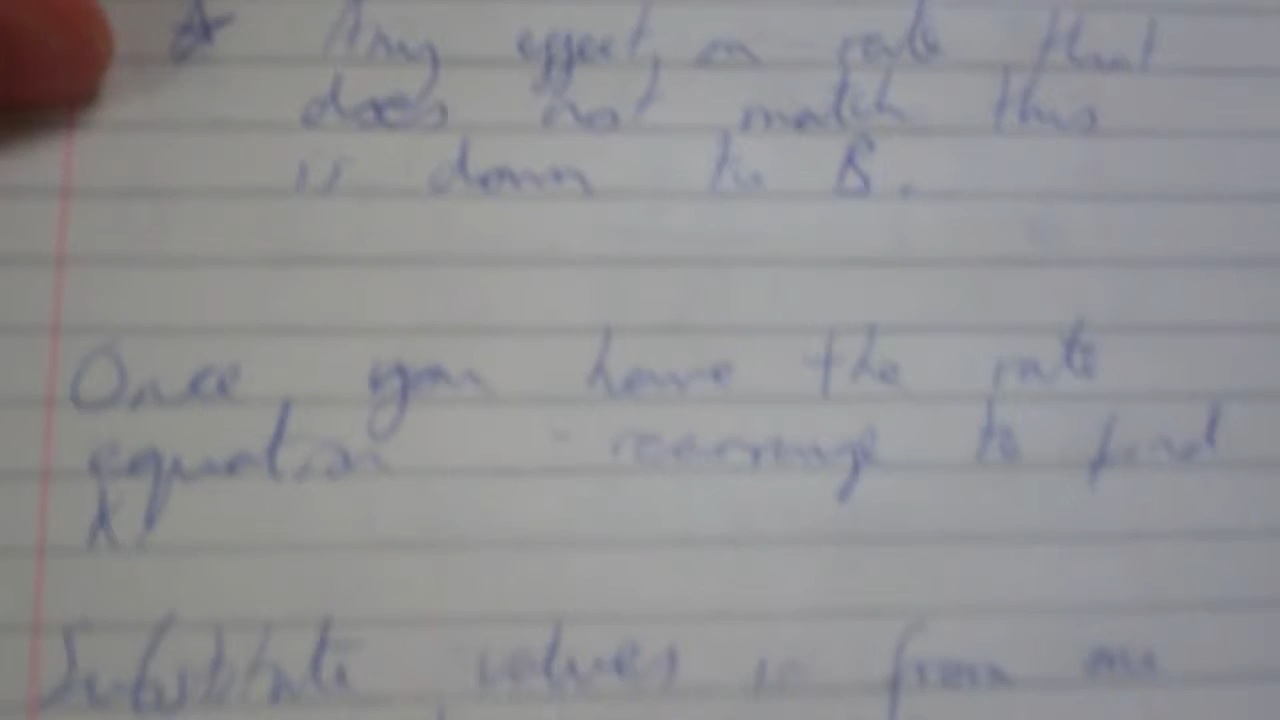 * Any effect on rate that
does not match this
is down to B.
Once you have the rate
equation - rearrange to find
K.
Substitute values in from one